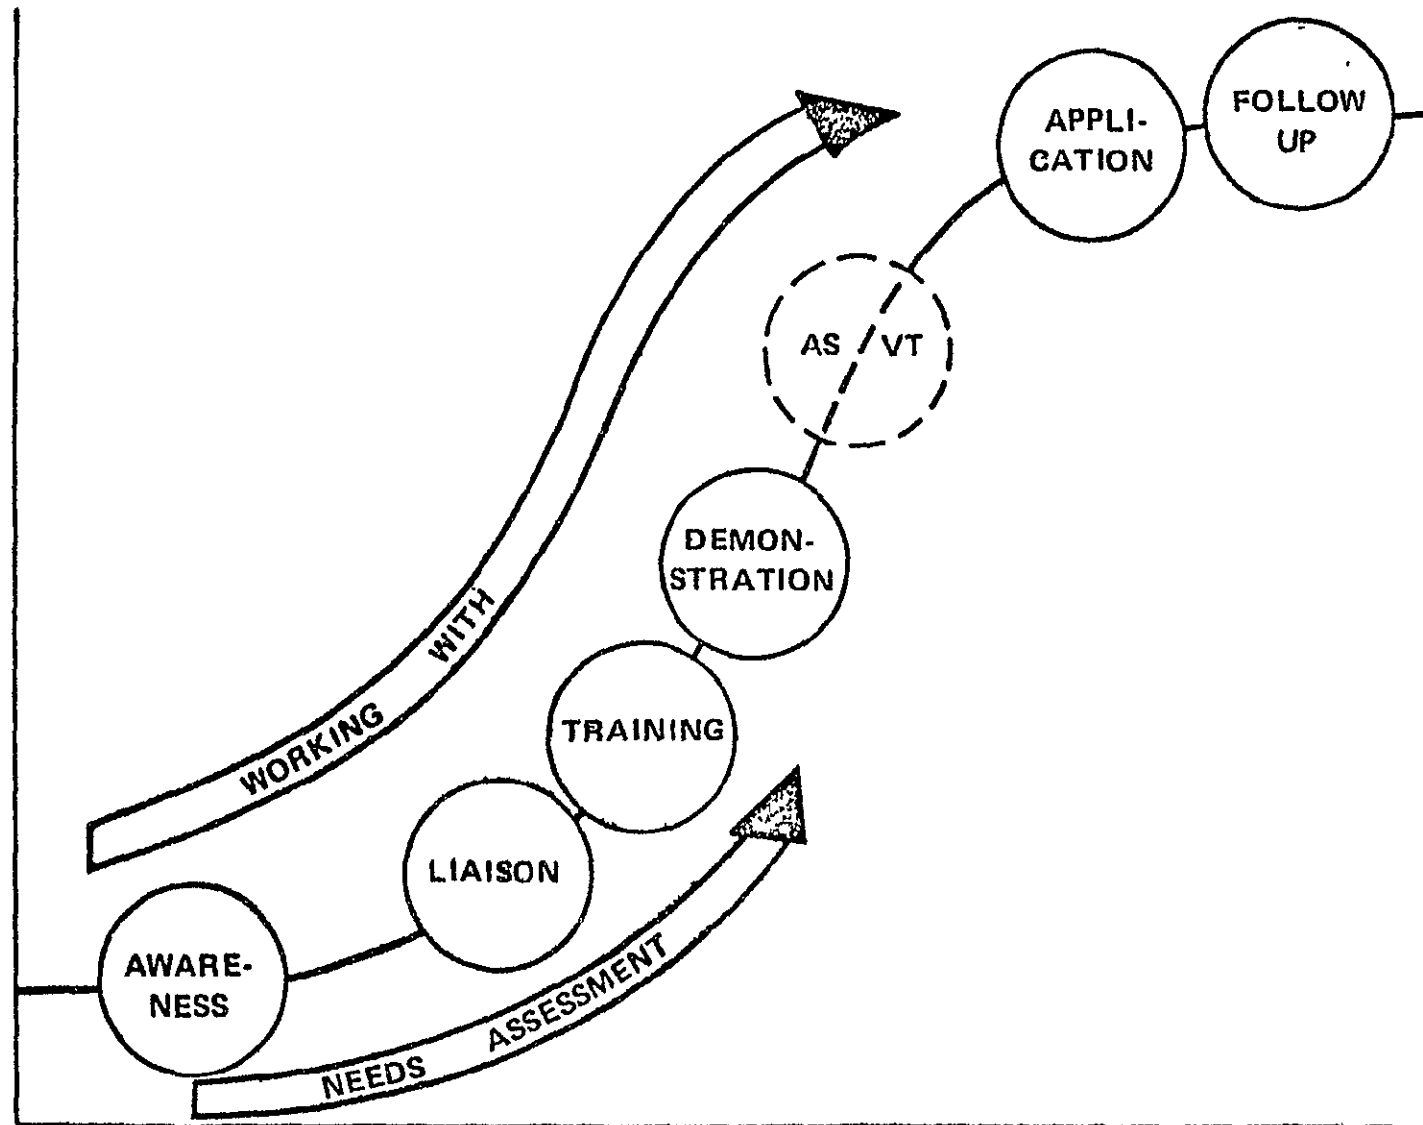 APPLI-
CATION
FOLLOW
UP
AS VT
DEMON-
STRATION
WORKING WITH
TRAINING
LIAISON
AWARE-
NESS
NEEDS ASSESSMENT